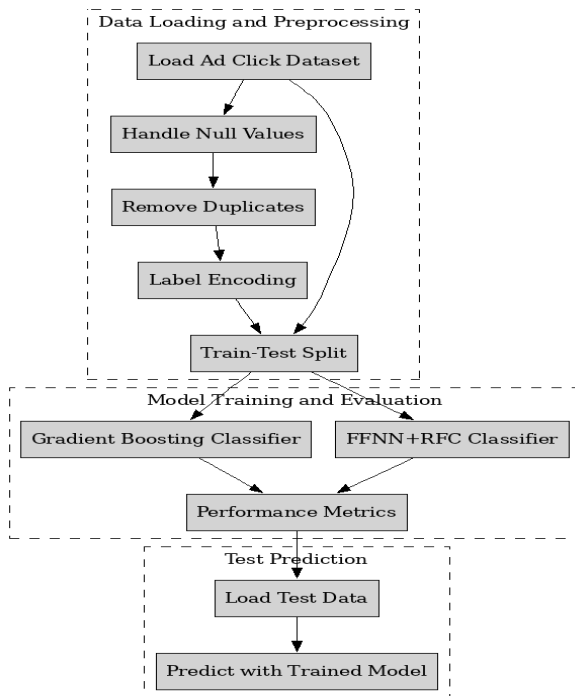 Data Loading and Preprocessing
Load Ad Click Dataset
Handle Null Values
Remove Duplicates
Label Encoding
Train-Test Split
Model Training and Evaluation
Gradient Boosting Classifier
FFNN+RFC Classifier
Performance Metrics
Test Prediction
Load Test Data
Predict with Trained Model